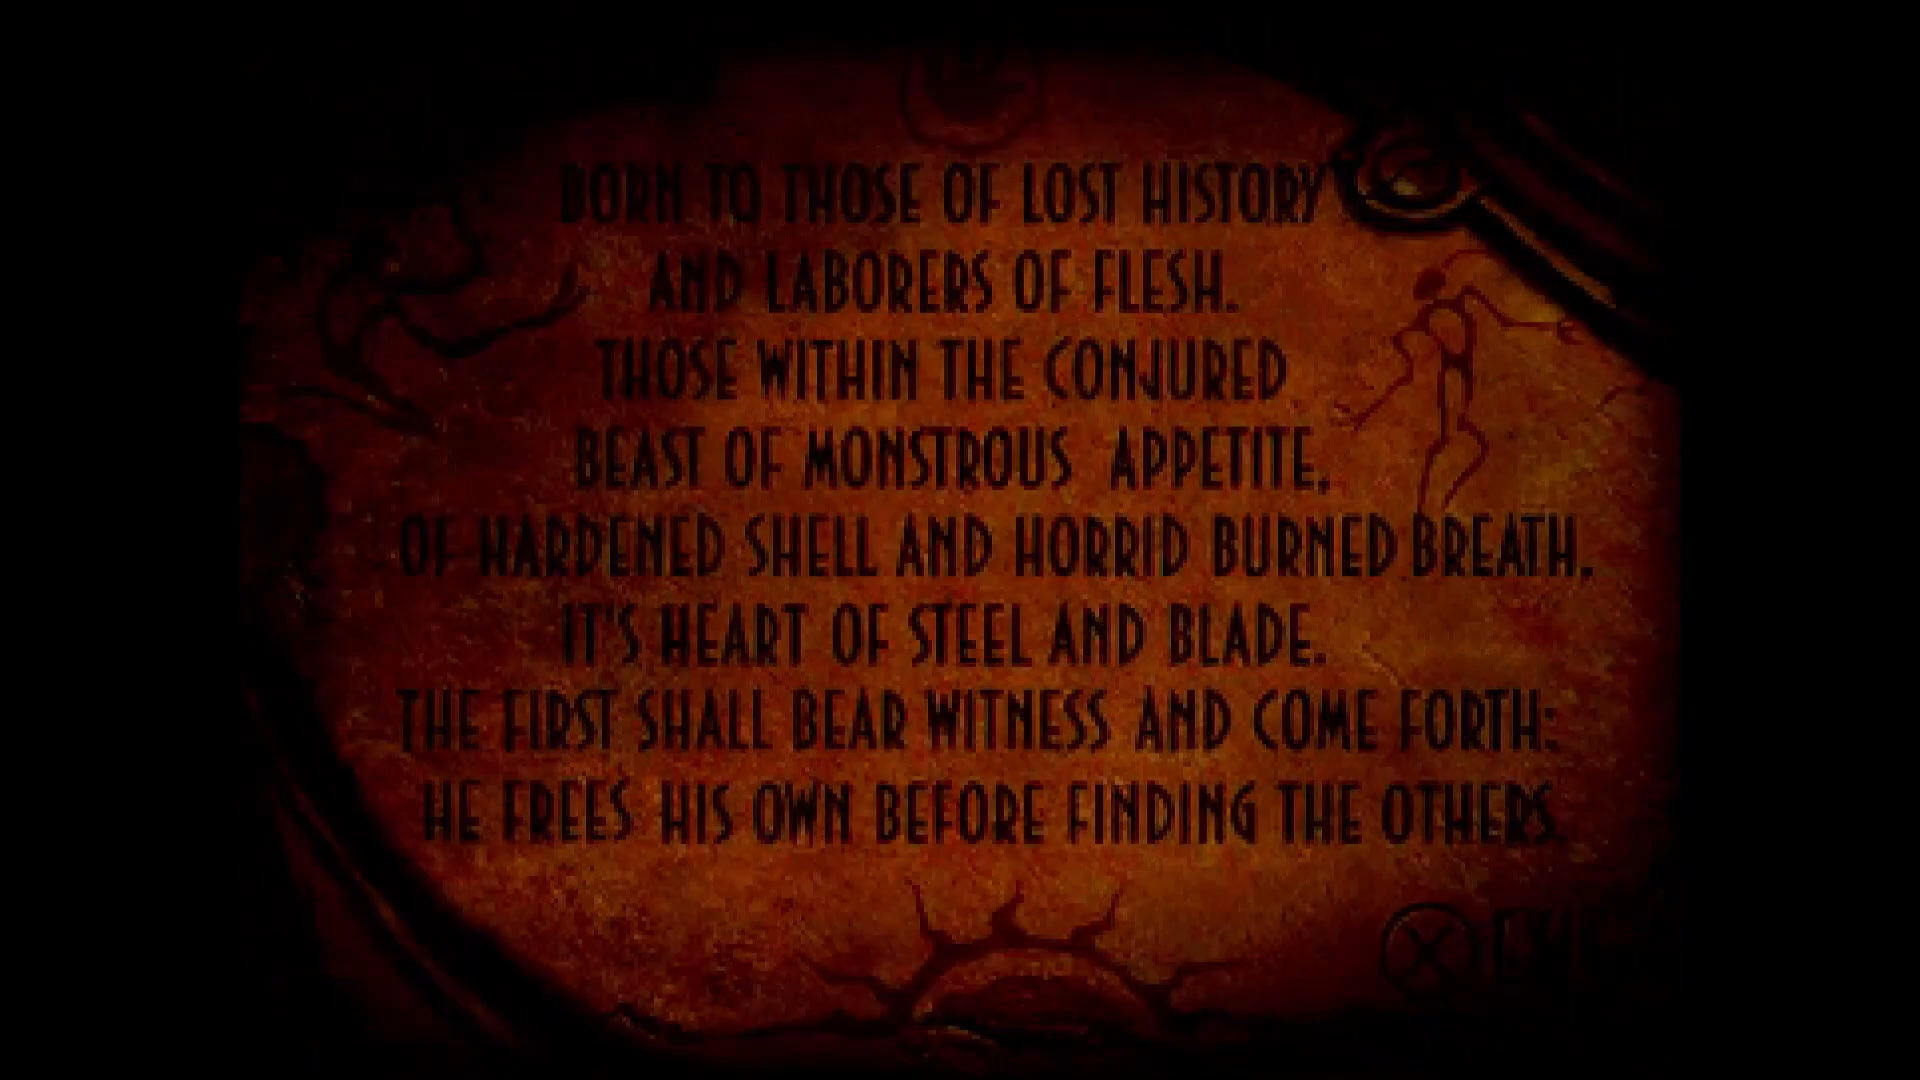 BORN TO THOSE OF LOST HISTORY
AND LABORERS OF FLESH.
THOSE WITHIN THE CONJURED
BEAST OF MONSTROUS APPETITE,
OF HARDENED SHELL AND HORRID BURNED BREATH.
IT'S HEART OF STEEL AND BLADE.
THE FIRST SHALL BEAR WITNESS AND COME FORTH;
HE FREES HIS OWN BEFORE FINDING THE OTHERS.
X EXIT